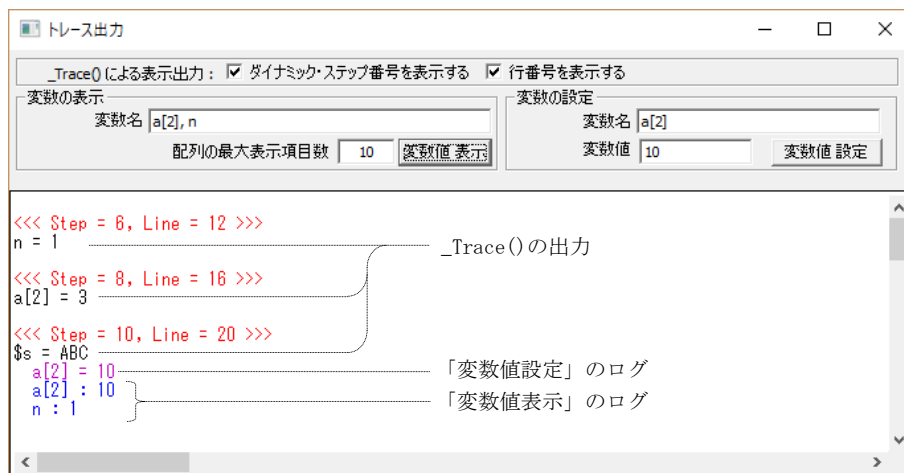 トレース出力
_Trace() による表示出力： ダイナミック・ステップ番号を表示する 行番号を表示する
変数の表示
変数名 a[2], n
配列の最大表示項目数 10 変数値 表示
変数の設定
変数名 a[2]
変数値 10 変数値 設定
<<< Step = 6, Line = 12 >>>
n = 1
_Trace()の出力
<<< Step = 8, Line = 16 >>>
a[2] = 3
<<< Step = 10, Line = 20 >>>
$s = ABC
a[2] = 10
「変数値設定」のログ
a[2] : 10
n : 1
「変数値表示」のログ